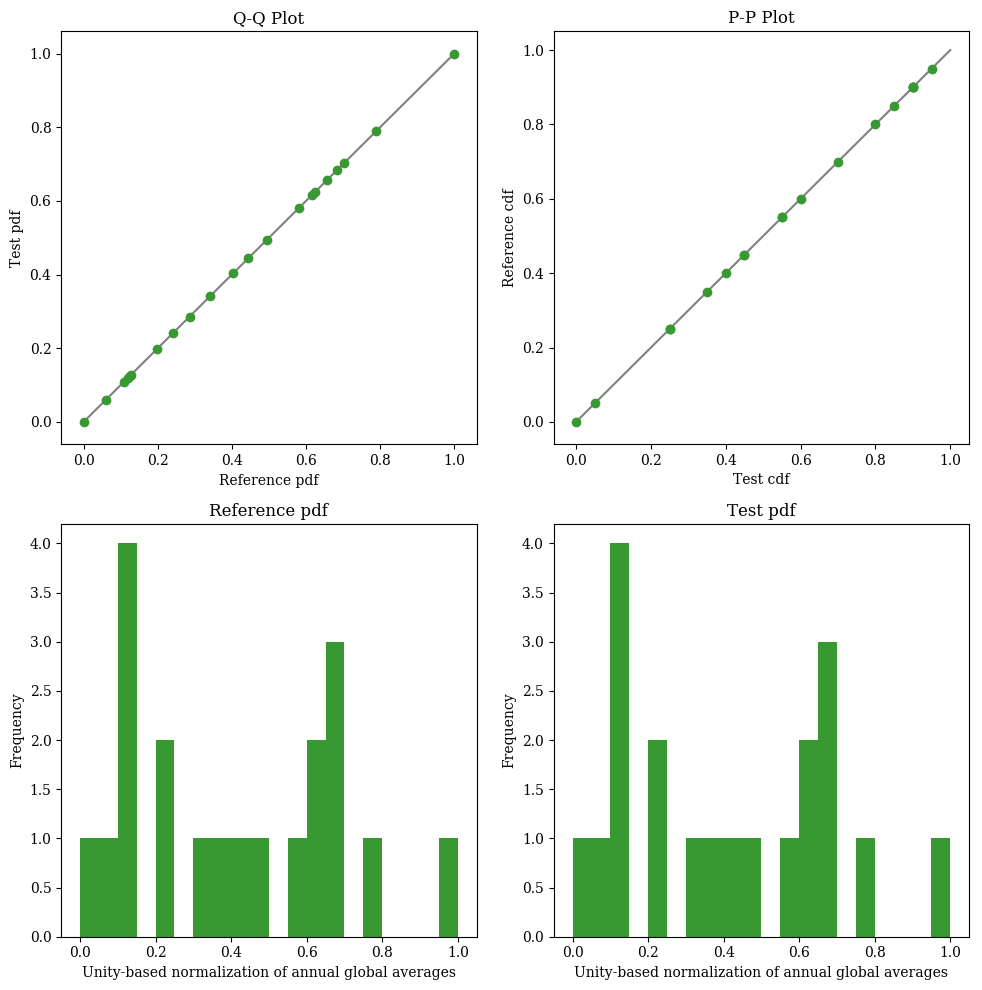 Q-Q Plot
1.0
0.8
0.6
0.4
0.2
0.0
Test pdf
0.0 0.2 0.4 0.6 0.8 1.0
Reference pdf
P-P Plot
1.0
0.8
0.6
0.4
0.2
0.0
Reference cdf
0.0 0.2 0.4 0.6 0.8 1.0
Test cdf
Reference pdf
4.0
3.5
3.0
2.5
2.0
1.5
1.0
0.5
0.0
Frequency
0.0 0.2 0.4 0.6 0.8 1.0
Unity-based normalization of annual global averages
Test pdf
4.0
3.5
3.0
2.5
2.0
1.5
1.0
0.5
0.0
Frequency
0.0 0.2 0.4 0.6 0.8 1.0
Unity-based normalization of annual global averages